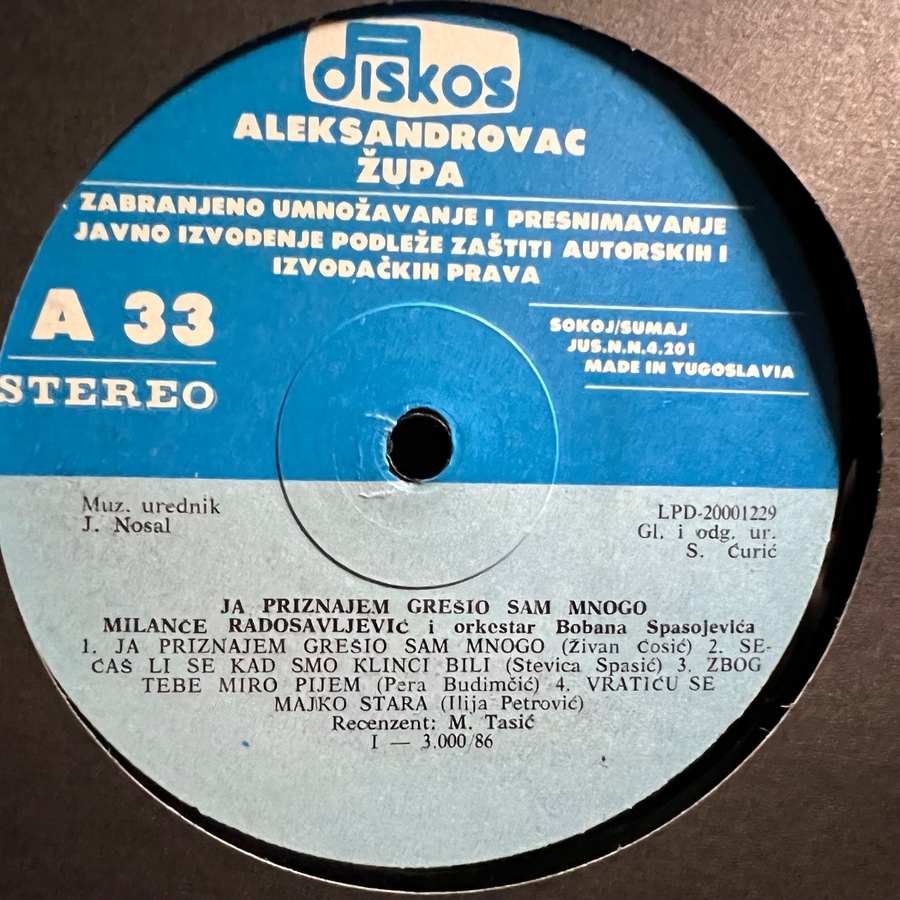 diskos
ALEKSANDROVAC
ŽUPA
ZABRANJENO UMNOŽAVANJE I PRESNIMAVANJE
JAVNO IZVOĐENJE PODLEŽE ZAŠTITI AUTORSKIH I
IZVOĐAČKIH PRAVA
A 33
STEREO
SOKOJ/SUMAJ
JUS.N.N.4.201
MADE IN YUGOSLAVIA
Muz. urednik
J. Nosal
LPD-20001229
Gl. i odg. ur.
S. Ćurić
JA PRIZNAJEM GREŠIO SAM MNOGO
MILANČE RADOSAVLJEVIĆ i orkestar Bobana Spasojevića
1. JA PRIZNAJEM GREŠIO SAM MNOGO (Živan Ćosić) 2. SE-
ĆAŠ LI SE KAD SMO KLINCI BILI (Stevica Spasić) 3. ZBOG
TEBE MIRO PIJEM (Pera Budimčić) 4. VRATIĆU SE
MAJKO STARA (Ilija Petrović)
Recenzent: M. Tasić
I — 3.000/86